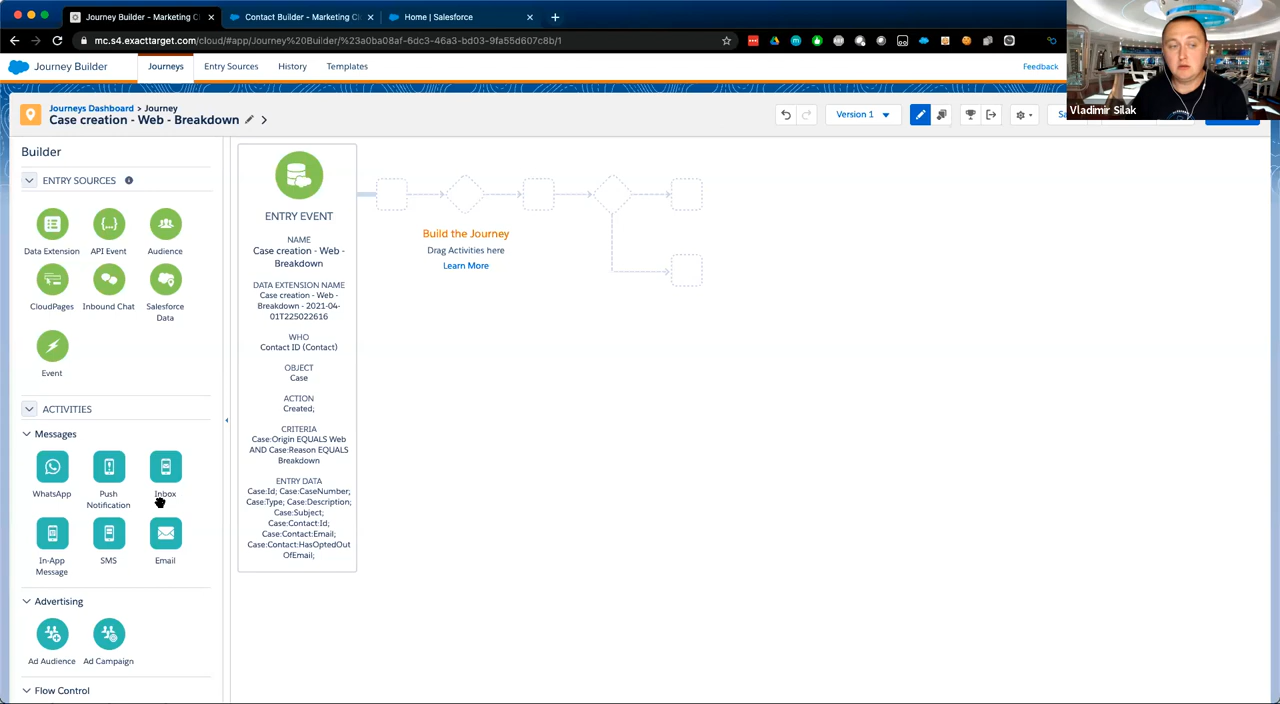 Journey Builder - Marketing Cl
Contact Builder - Marketing Cl
Home | Salesforce
mc.s4.exacttarget.com/cloud/#app/Journey%20Builder/%23a0ba08af-6dc3-46a3-bd03-9fa55d607c8b/1
Journey Builder
Journeys
Entry Sources
History
Templates
Feedback
Vladimir Silak
Journeys Dashboard > Journey
Case creation - Web - Breakdown
Version 1
Builder
ENTRY SOURCES
Data Extension
API Event
Audience
CloudPages
Inbound Chat
Salesforce
Data
Event
ACTIVITIES
Messages
WhatsApp
Push
Notification
Inbox
In-App
Message
SMS
Email
Advertising
Ad Audience
Ad Campaign
Flow Control
ENTRY EVENT
NAME
Case creation - Web -
Breakdown
DATA EXTENSION NAME
Case creation - Web -
Breakdown - 2021-04-
01T225022616
WHO
Contact ID (Contact)
OBJECT
Case
ACTION
Created;
CRITERIA
Case:Origin EQUALS Web
AND Case:Reason EQUALS
Breakdown
ENTRY DATA
Case:Id; Case:CaseNumber;
Case:Type; Case:Description;
Case:Subject;
Case:Contact:Id;
Case:Contact:Email;
Case:Contact:HasOptedOut
OfEmail;
Build the Journey
Drag Activities here
Learn More